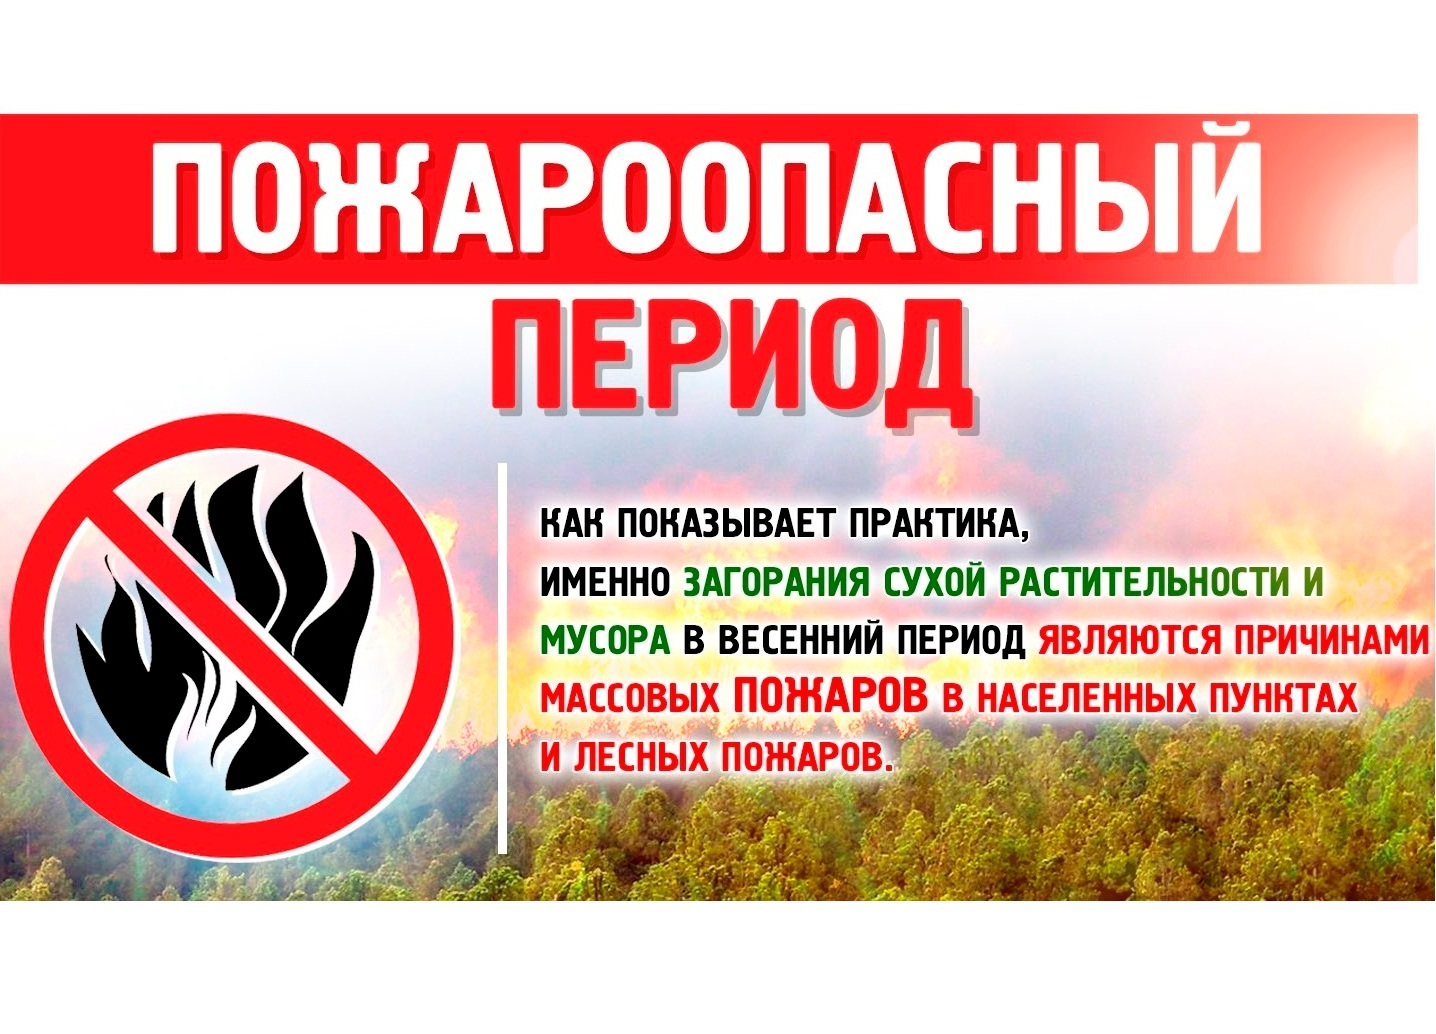 ПОЖАРООПАСНЫЙ
ПЕРИОД
КАК ПОКАЗЫВАЕТ ПРАКТИКА,
ИМЕННО ЗАГОРАНИЯ СУХОЙ РАСТИТЕЛЬНОСТИ И
МУСОРА В ВЕСЕННИЙ ПЕРИОД ЯВЛЯЮТСЯ ПРИЧИНАМИ
МАССОВЫХ ПОЖАРОВ В НАСЕЛЕННЫХ ПУНКТАХ
И ЛЕСНЫХ ПОЖАРОВ.